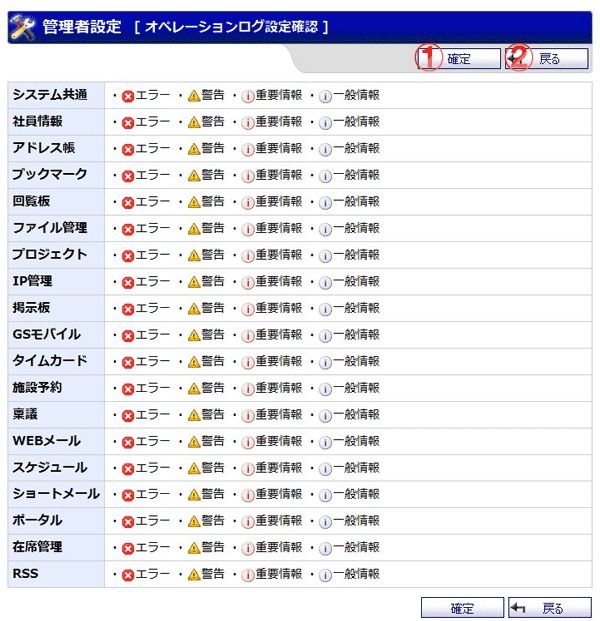 管理者設定 [ オペレーションログ設定確認 ]
① 確定 ② 戻る
システム共通 ・エラー ・警告 ・重要情報 ・一般情報
社員情報 ・エラー ・警告 ・重要情報 ・一般情報
アドレス帳 ・エラー ・警告 ・重要情報 ・一般情報
ブックマーク ・エラー ・警告 ・重要情報 ・一般情報
回覧板 ・エラー ・警告 ・重要情報 ・一般情報
ファイル管理 ・エラー ・警告 ・重要情報 ・一般情報
プロジェクト ・エラー ・警告 ・重要情報 ・一般情報
IP管理 ・エラー ・警告 ・重要情報 ・一般情報
掲示板 ・エラー ・警告 ・重要情報 ・一般情報
GSモバイル ・エラー ・警告 ・重要情報 ・一般情報
タイムカード ・エラー ・警告 ・重要情報 ・一般情報
施設予約 ・エラー ・警告 ・重要情報 ・一般情報
稟議 ・エラー ・警告 ・重要情報 ・一般情報
WEBメール ・エラー ・警告 ・重要情報 ・一般情報
スケジュール ・エラー ・警告 ・重要情報 ・一般情報
ショートメール ・エラー ・警告 ・重要情報 ・一般情報
ポータル ・エラー ・警告 ・重要情報 ・一般情報
在席管理 ・エラー ・警告 ・重要情報 ・一般情報
RSS ・エラー ・警告 ・重要情報 ・一般情報
確定 戻る